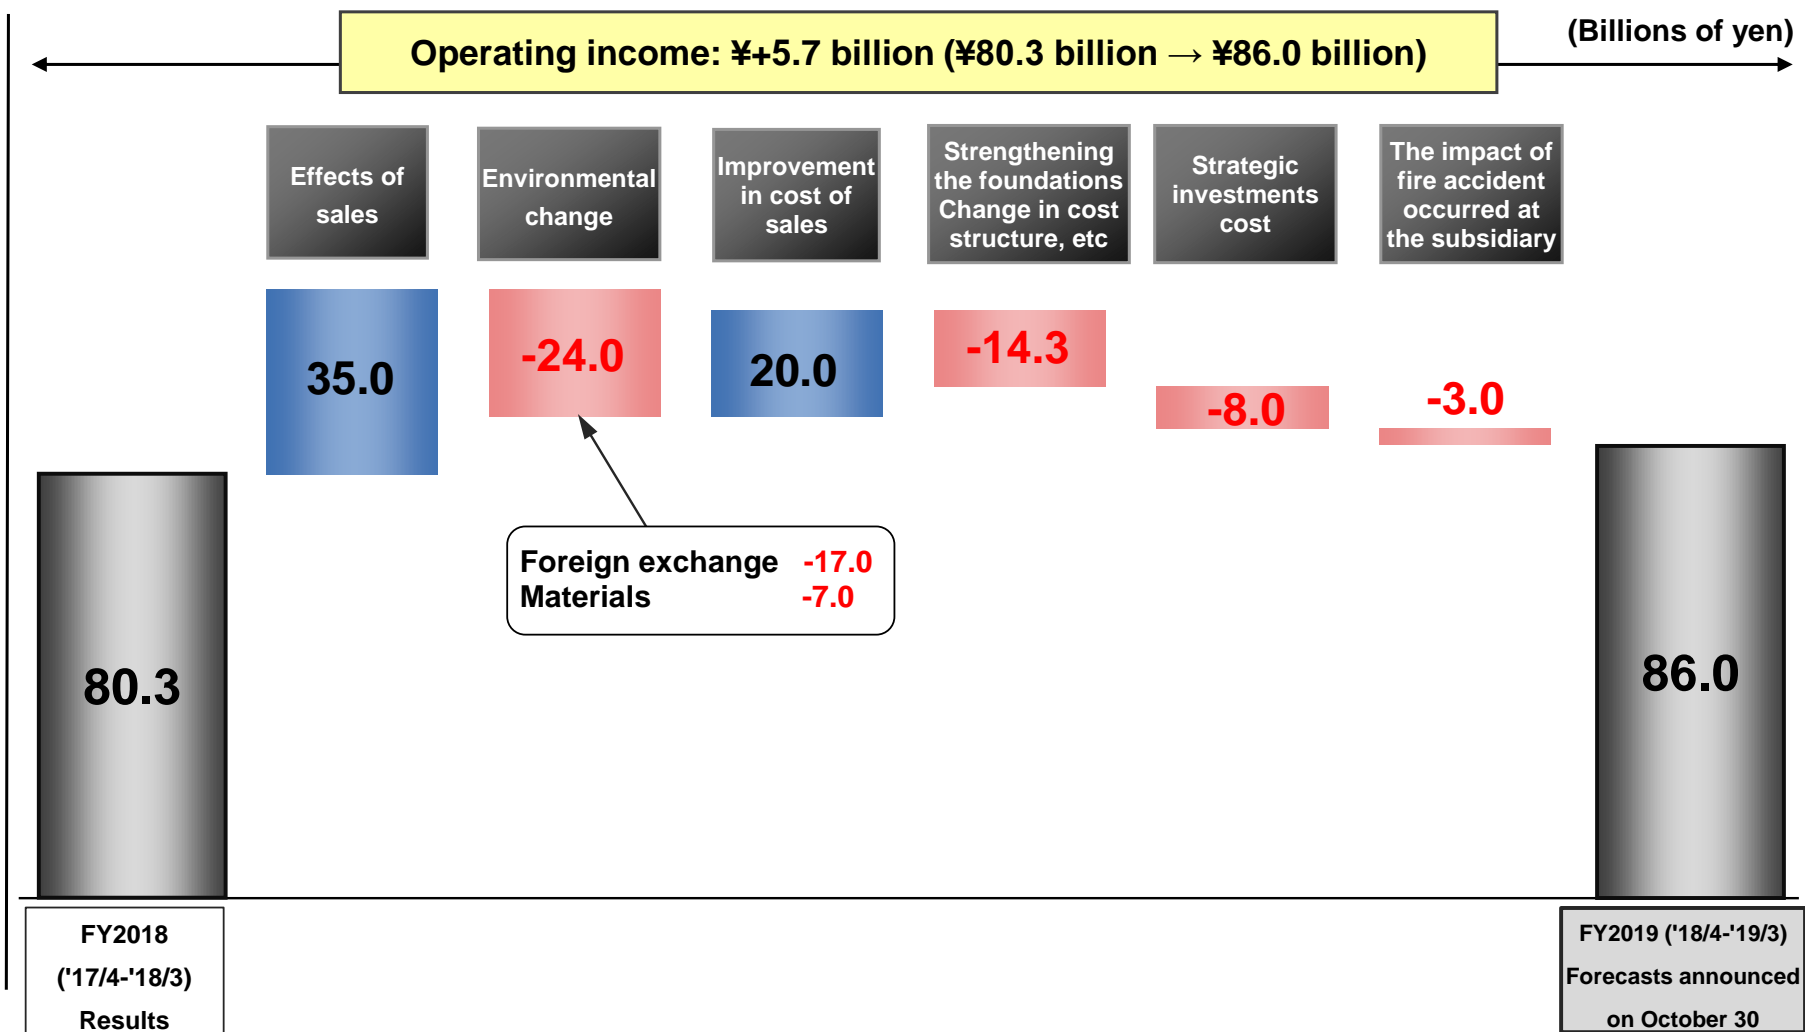 (Billions of yen)
Operating income: ¥+5.7 billion (¥80.3 billion → ¥86.0 billion)
Effects of
sales
Environmental
change
Improvement
in cost of
sales
Strengthening
the foundations
Change in cost
structure, etc
Strategic
investments
cost
The impact of
fire accident
occurred at
the subsidiary
35.0
-24.0
20.0
-14.3
-8.0
-3.0
Foreign exchange -17.0
Materials -7.0
80.3
86.0
FY2018
('17/4-'18/3)
Results
FY2019 ('18/4-'19/3)
Forecasts announced
on October 30